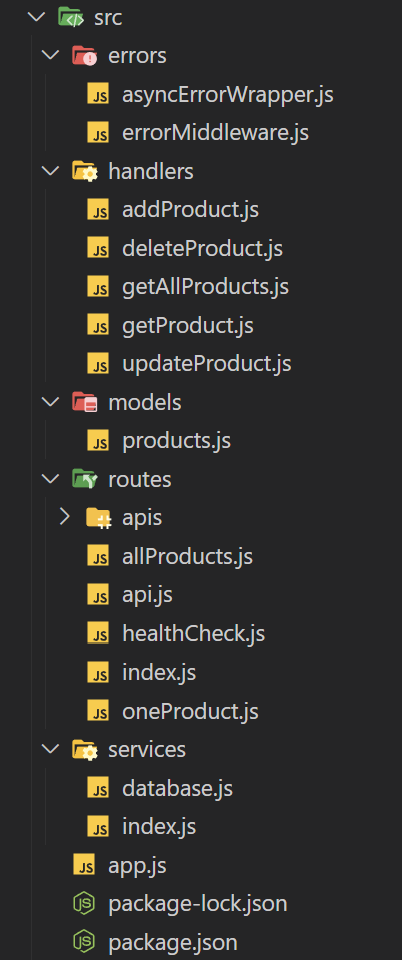 src
errors
asyncErrorWrapper.js
errorMiddleware.js
handlers
addProduct.js
deleteProduct.js
getAllProducts.js
getProduct.js
updateProduct.js
models
products.js
routes
apis
allProducts.js
api.js
healthCheck.js
index.js
oneProduct.js
services
database.js
index.js
app.js
package-lock.json
package.json